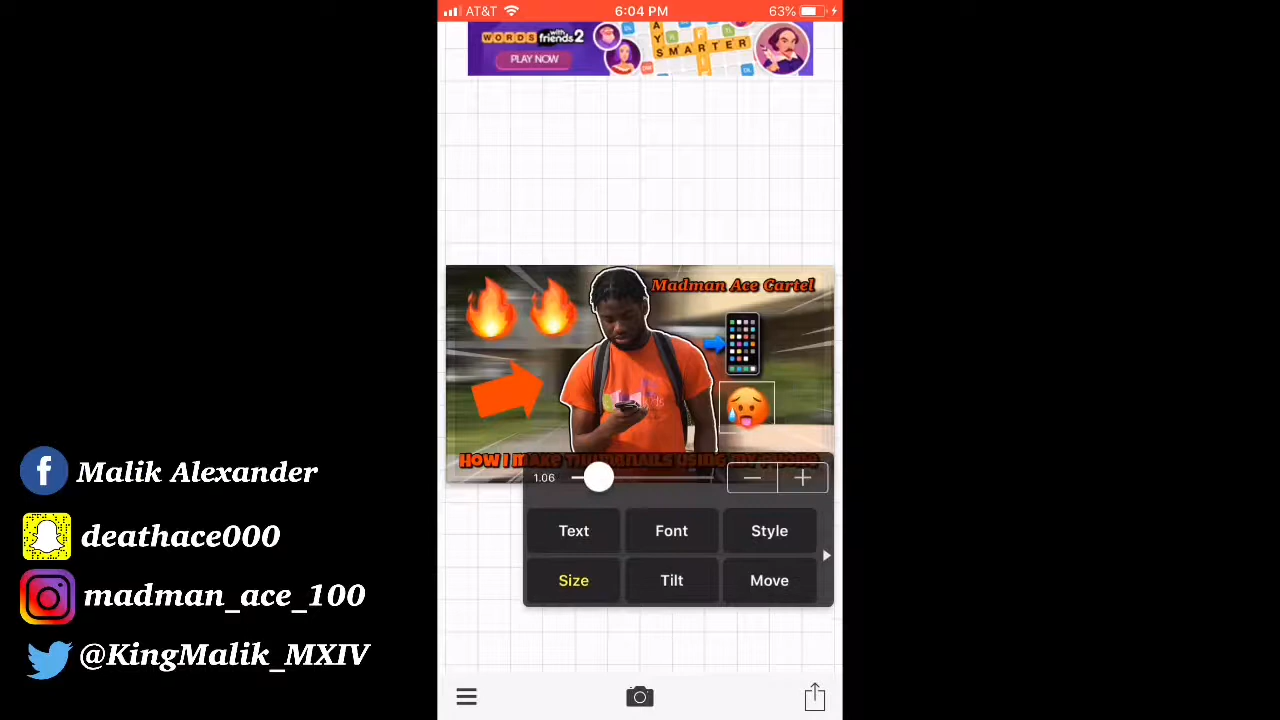 AT&T
6:04 PM
63%
WORDS with friends 2
PLAY NOW
SMARTER
Madman Ace Cartel
1.06
Text
Font
Style
Size
Tilt
Move
Malik Alexander
deathace000
madman_ace_100
@KingMalik_MXIV